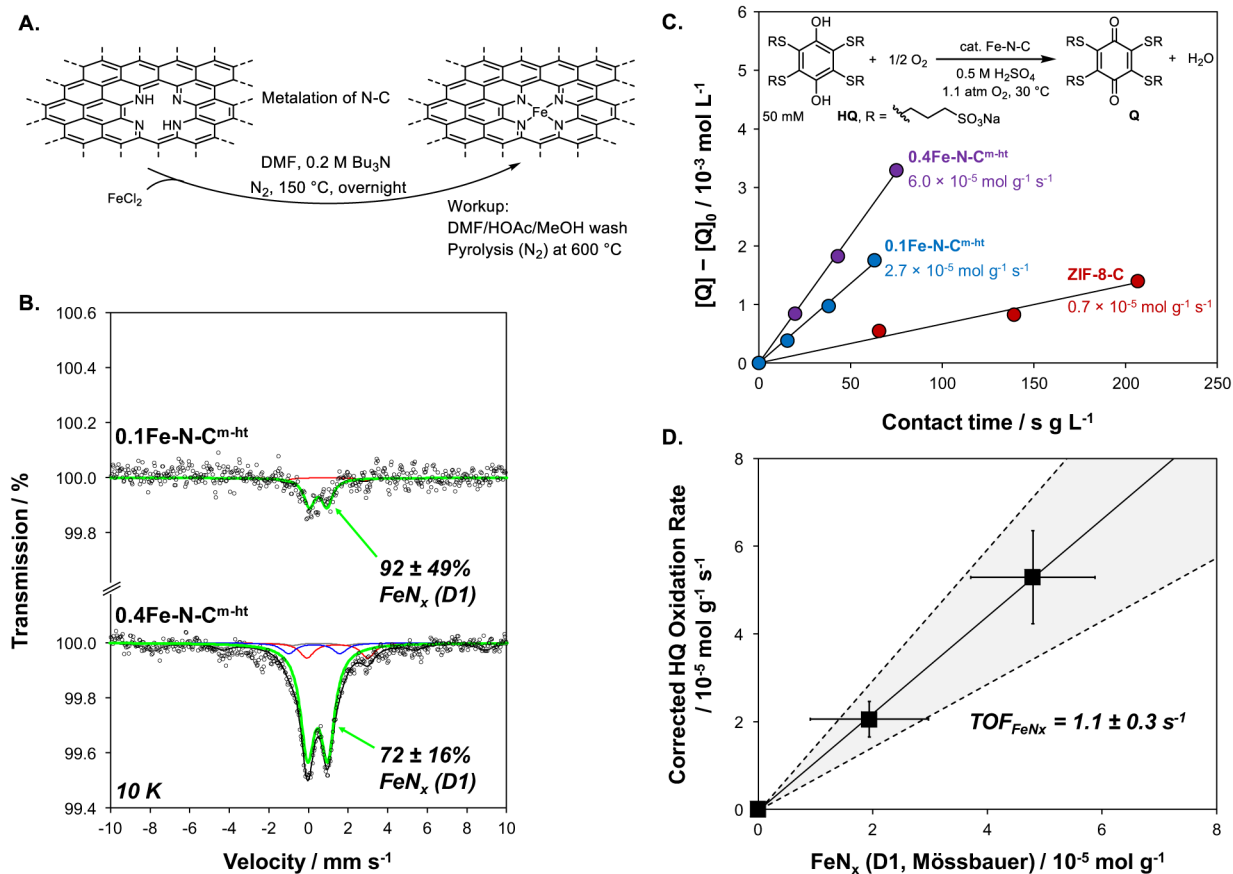 A.
NH
N
N
HN
Metalation of N-C
N
N
Fe
N
N
DMF, 0.2 M Bu₃N
N₂, 150 °C, overnight
FeCl₂
Workup:
DMF/HOAc/MeOH wash
Pyrolysis (N₂) at 600 °C
B.
Transmission / %
100.6
100.4
100.2
100.0
99.8
100.0
99.8
99.6
99.4
0.1Fe-N-Cᵐ⁻ʰᵗ
92 ± 49%
FeNₓ (D1)
0.4Fe-N-Cᵐ⁻ʰᵗ
72 ± 16%
FeNₓ (D1)
10 K
-10 -8 -6 -4 -2 0 2 4 6 8 10
Velocity / mm s⁻¹
C.
[Q] – [Q]₀ / 10⁻³ mol L⁻¹
6
5
4
3
2
1
0
OH
RS SR
RS SR
OH
+ 1/2 O₂
cat. Fe-N-C
0.5 M H₂SO₄
1.1 atm O₂, 30 °C
O
RS SR
RS SR
O
+ H₂O
50 mM HQ, R = SO₃Na
Q
0.4Fe-N-Cᵐ⁻ʰᵗ
6.0 × 10⁻⁵ mol g⁻¹ s⁻¹
0.1Fe-N-Cᵐ⁻ʰᵗ
2.7 × 10⁻⁵ mol g⁻¹ s⁻¹
ZIF-8-C
0.7 × 10⁻⁵ mol g⁻¹ s⁻¹
0 50 100 150 200 250
Contact time / s g L⁻¹
D.
Corrected HQ Oxidation Rate
/ 10⁻⁵ mol g⁻¹ s⁻¹
8
6
4
2
0
TOF_FeNₓ = 1.1 ± 0.3 s⁻¹
0 2 4 6 8
FeNₓ (D1, Mössbauer) / 10⁻⁵ mol g⁻¹